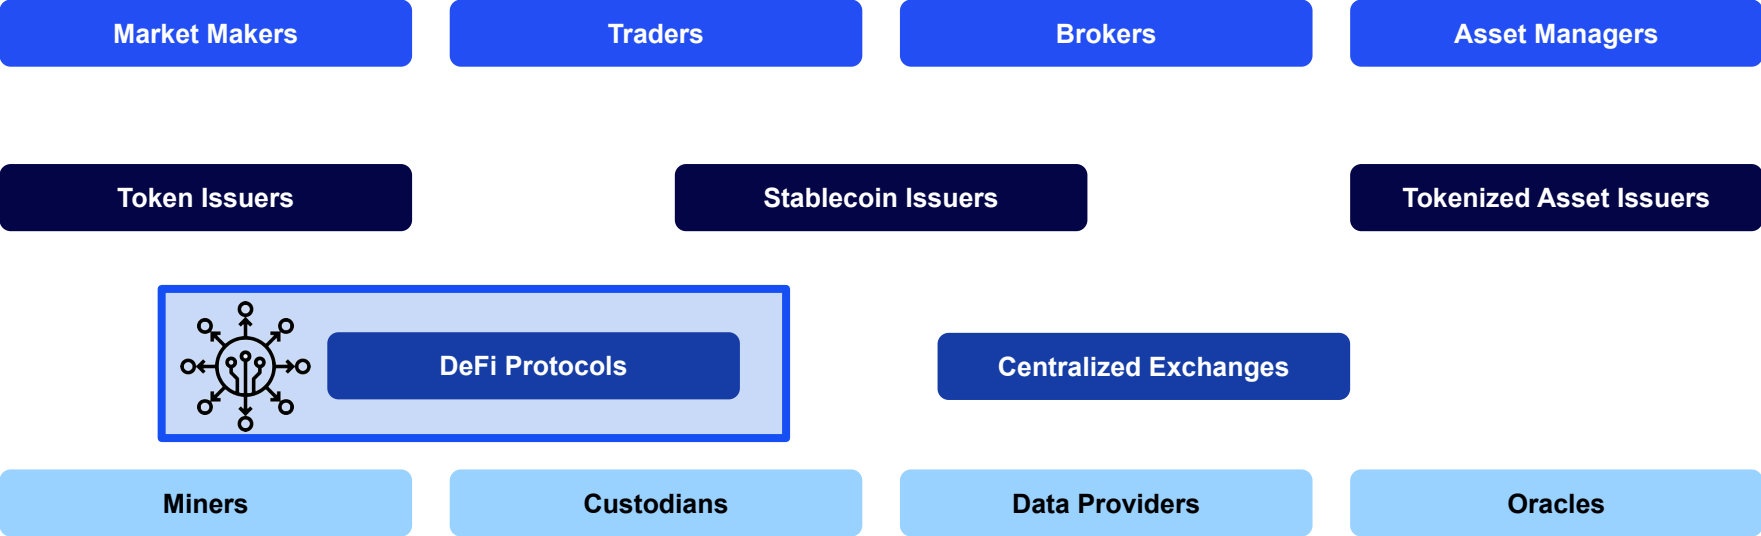 Market Makers
Traders
Brokers
Asset Managers
Token Issuers
Stablecoin Issuers
Tokenized Asset Issuers
DeFi Protocols
Centralized Exchanges
Miners
Custodians
Data Providers
Oracles